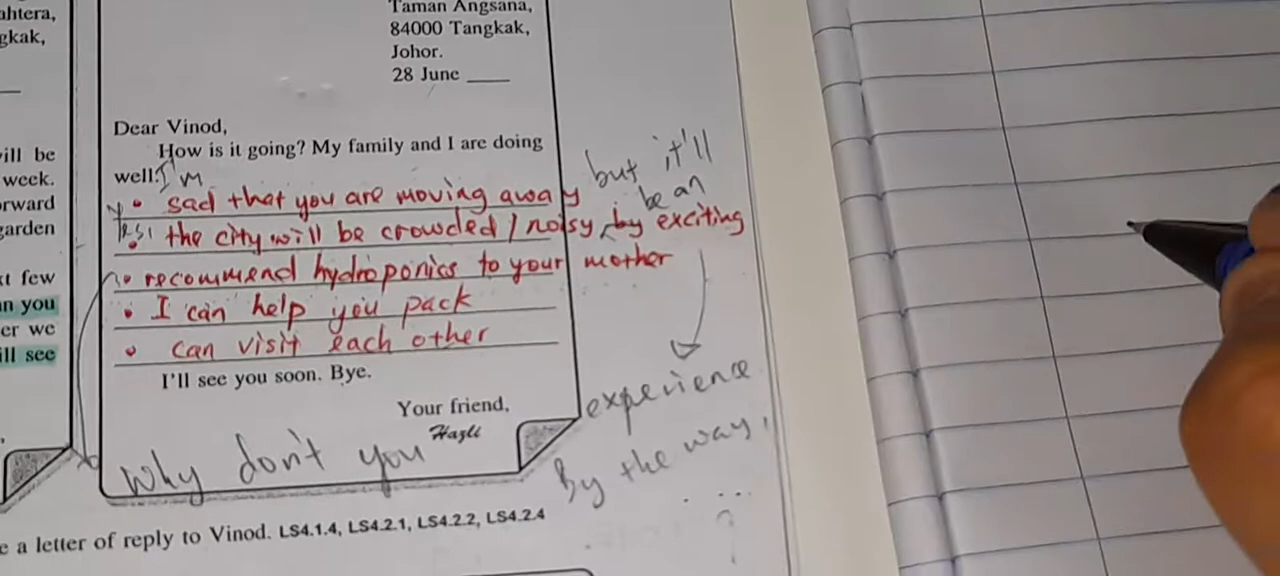 ahtera,
gkak,
ill be
week.
rward
garden
t few
n you
er we
ill see
Taman Angsana,
84000 Tangkak,
Johor.
28 June ____
Dear Vinod,
How is it going? My family and I are doing
well. I'm
• sad that you are moving away but it'll
be an
Yes! the city will be crowded / noisy, by exciting
• recommend hydroponics to your mother
• I can help you pack
• can visit each other
I'll see you soon. Bye.
experience
Your friend,
Hazli
By the way,
Why don't you
. ...
?
e a letter of reply to Vinod. LS4.1.4, LS4.2.1, LS4.2.2, LS4.2.4